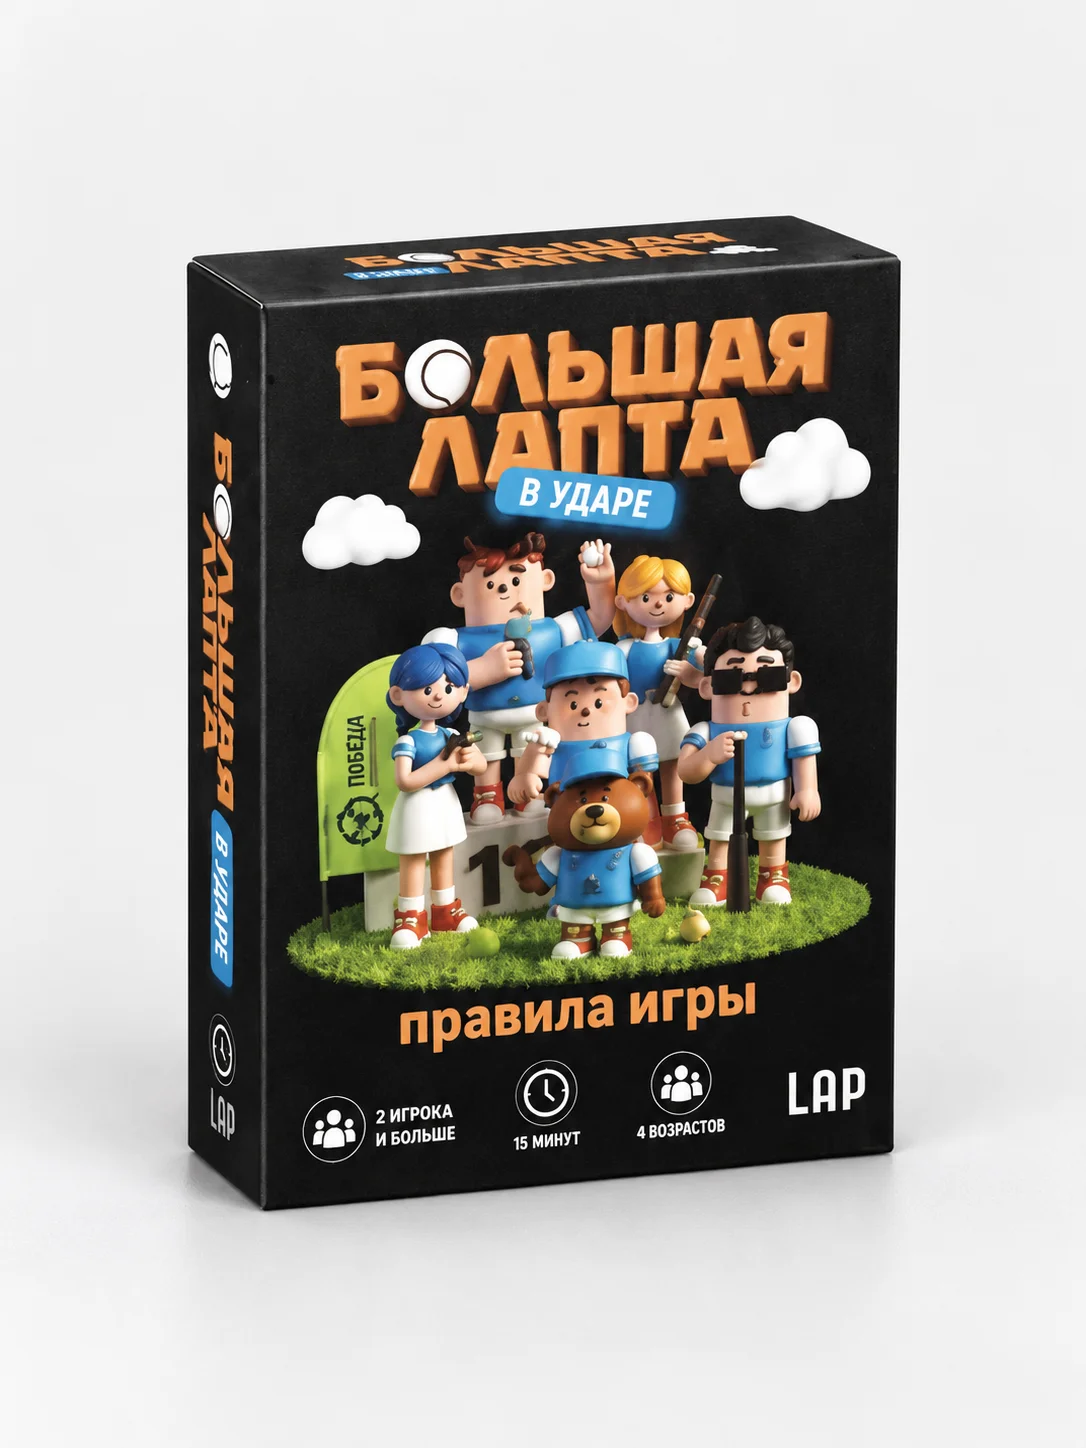 БОЛЬШАЯ
В УДАРЕ ЛАПТА
БОЛЬШАЯ
ЛАПТА
В УДАРЕ
ПОБЕДА
1
правила игры
2 ИГРОКА
И БОЛЬШЕ
15 МИНУТ
4 ВОЗРАСТОВ
LAP
БОЛЬШАЯ
ЛАПТА
В УДАРЕ
LAP